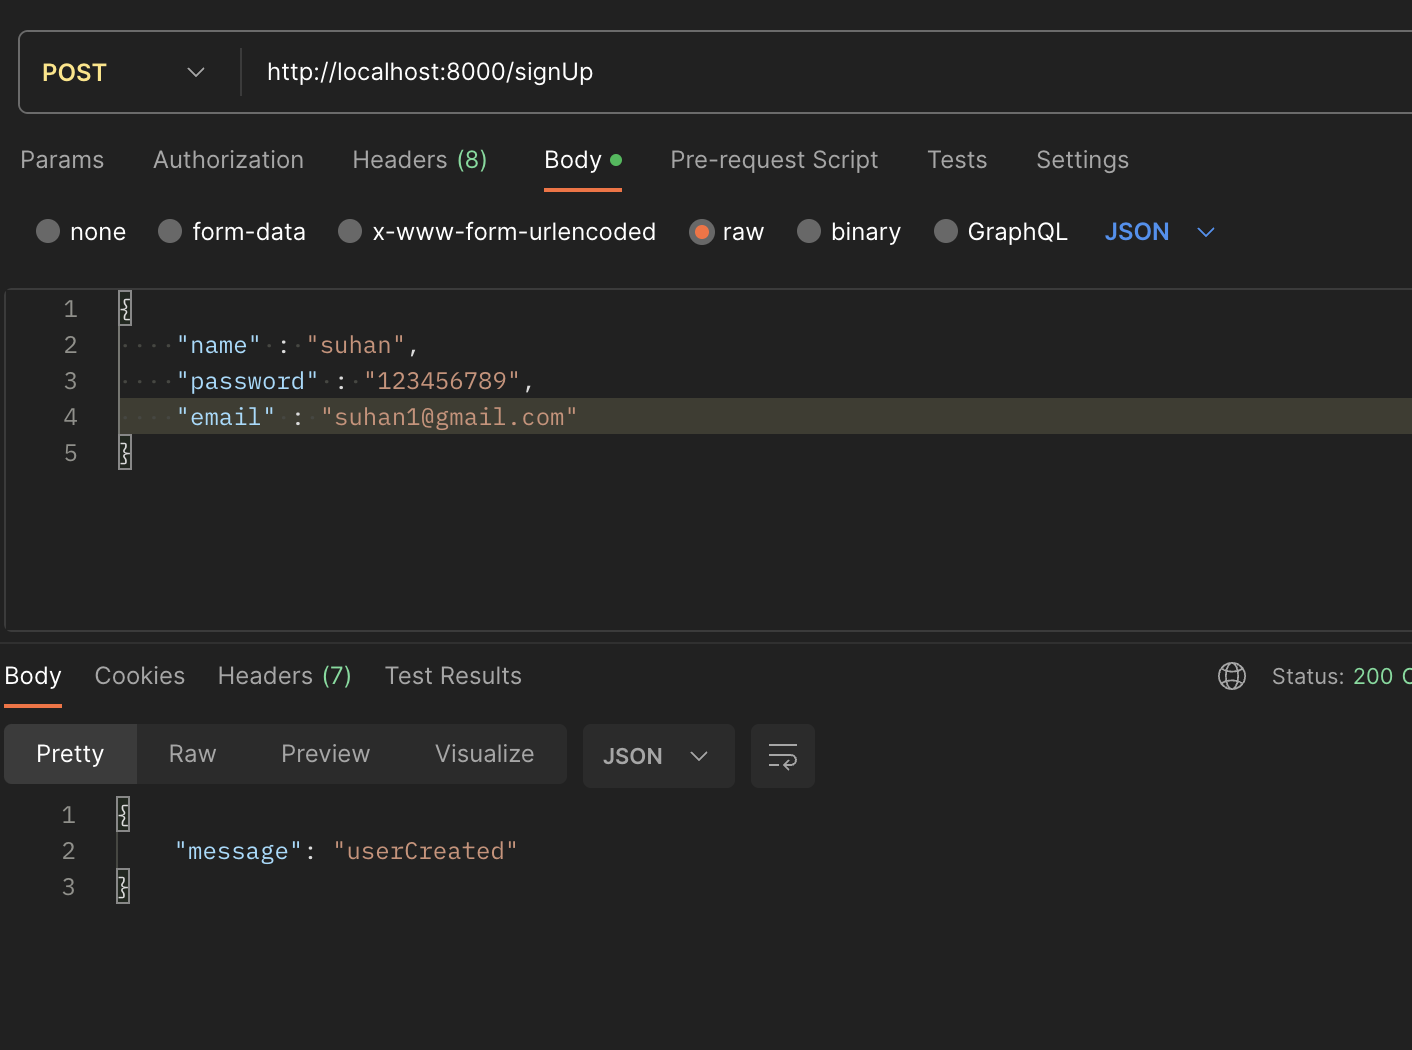 POST http://localhost:8000/signUp
Params Authorization Headers (8) Body Pre-request Script Tests Settings
none form-data x-www-form-urlencoded raw binary GraphQL JSON
1 {
2 "name" : "suhan",
3 "password" : "123456789",
4 "email" : "suhan1@gmail.com"
5 }
Body Cookies Headers (7) Test Results Status: 200
Pretty Raw Preview Visualize JSON
1 {
2 "message": "userCreated"
3 }